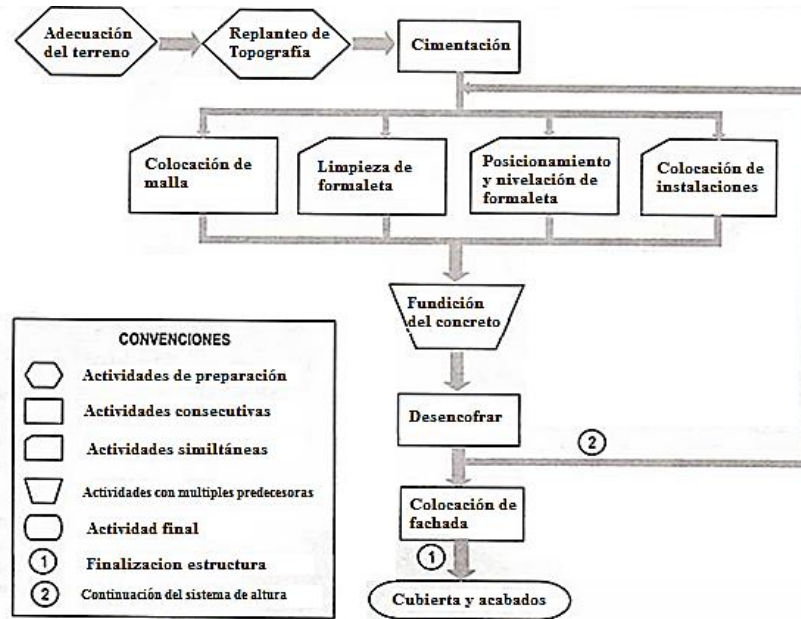 Adecuación
del terreno
Replanteo de
Topografía
Cimentación
Colocación de
malla
Limpieza de
formaleta
Posicionamiento
y nivelación de
formaleta
Colocación de
instalaciones
Fundición
del concreto
Desencofrar
2
Colocación de
fachada
1
Cubierta y acabados
CONVENCIONES
Actividades de preparación
Actividades consecutivas
Actividades similtáneas
Actividades con multiples predecesoras
Actividad final
1 Finalizacion estructura
2 Continuación del sistema de altura